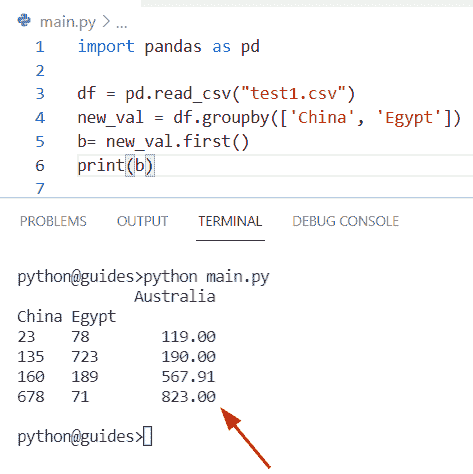 main.py > ...
1 import pandas as pd
2
3 df = pd.read_csv("test1.csv")
4 new_val = df.groupby(['China', 'Egypt'])
5 b= new_val.first()
6 print(b)
7
PROBLEMS OUTPUT TERMINAL DEBUG CONSOLE
python@guides>python main.py
Australia
China Egypt
23 78 119.00
135 723 190.00
160 189 567.91
678 71 823.00
python@guides>